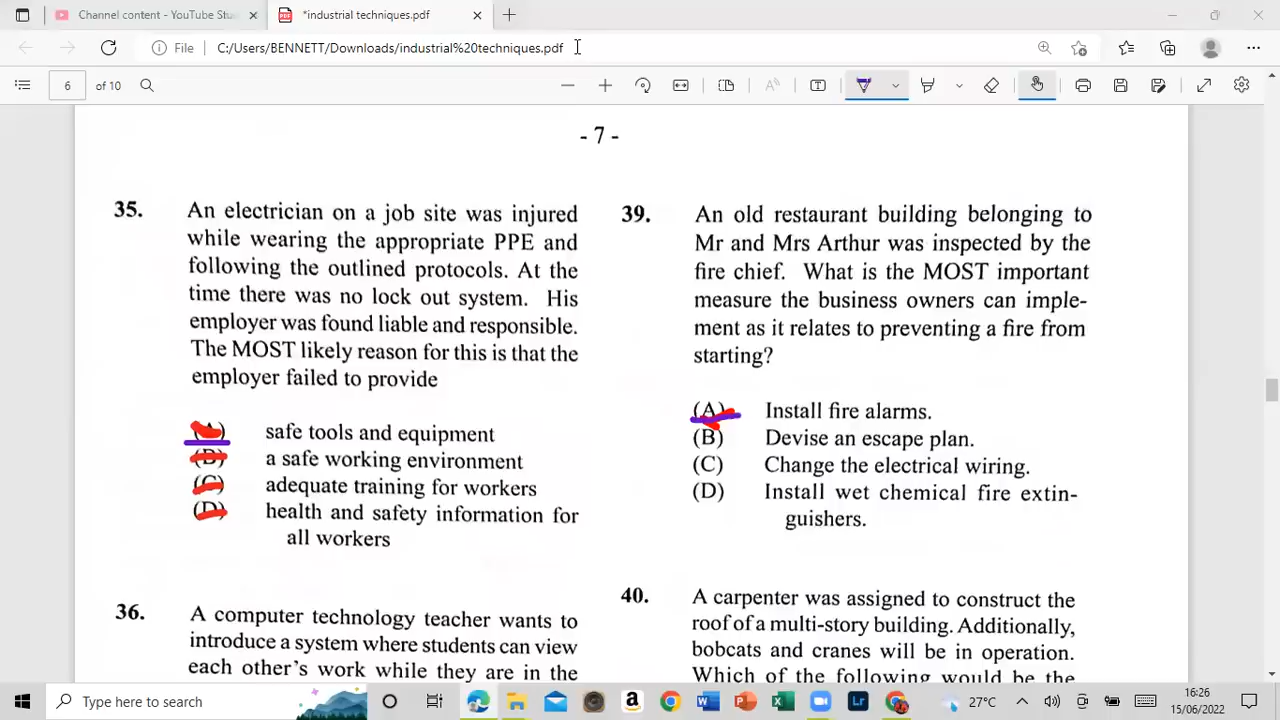 Channel content - YouTube Stu
*industrial techniques.pdf
File
C:/Users/BENNETT/Downloads/industrial%20techniques.pdf
6 of 10
- 7 -
35. An electrician on a job site was injured
while wearing the appropriate PPE and
following the outlined protocols. At the
time there was no lock out system. His
employer was found liable and responsible.
The MOST likely reason for this is that the
employer failed to provide
(A) safe tools and equipment
(B) a safe working environment
(C) adequate training for workers
(D) health and safety information for
all workers
36. A computer technology teacher wants to
introduce a system where students can view
each other's work while they are in the
39. An old restaurant building belonging to
Mr and Mrs Arthur was inspected by the
fire chief. What is the MOST important
measure the business owners can imple-
ment as it relates to preventing a fire from
starting?
(A) Install fire alarms.
(B) Devise an escape plan.
(C) Change the electrical wiring.
(D) Install wet chemical fire extin-
guishers.
40. A carpenter was assigned to construct the
roof of a multi-story building. Additionally,
bobcats and cranes will be in operation.
Which of the following would be the
Type here to search
27°C
16:26
15/06/2022